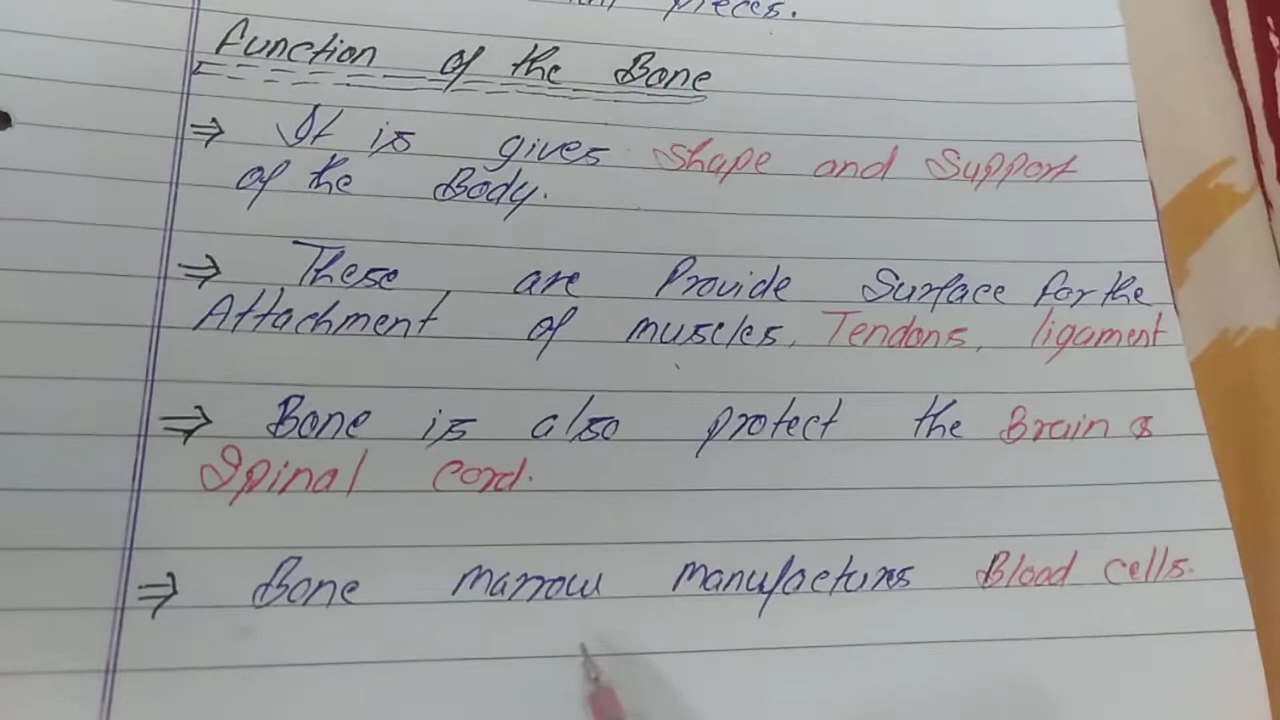 pieces.
Function of the Bone
⇒ It is gives Shape and Support
of the Body.
⇒ These are Provide Surface for the
Attachment of muscles, Tendons, ligament
⇒ Bone is also protect the Brain &
Spinal cord.
⇒ Bone marrow manufactures Blood cells.